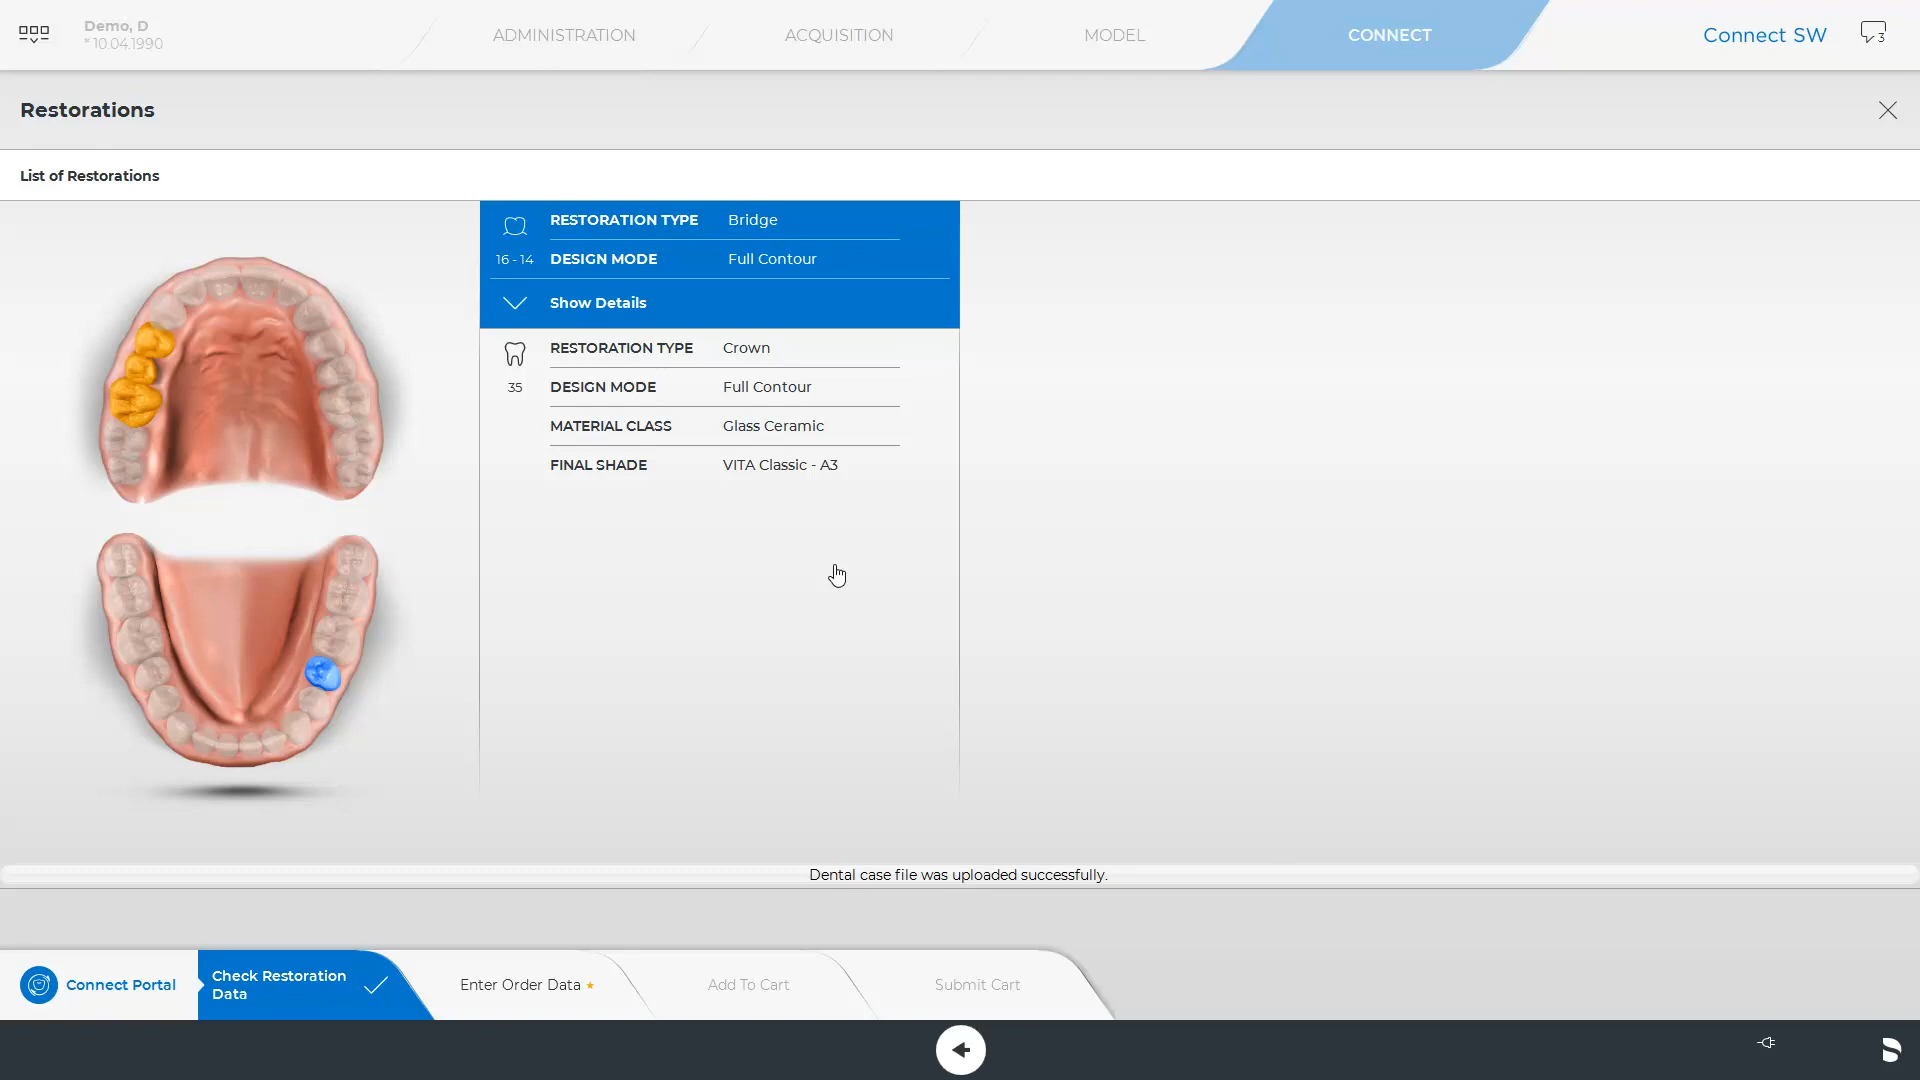 Demo, D
* 10.04.1990
ADMINISTRATION
ACQUISITION
MODEL
CONNECT
Connect SW
3
Restorations
List of Restorations
RESTORATION TYPE Bridge
16 - 14 DESIGN MODE Full Contour
Show Details
RESTORATION TYPE Crown
35 DESIGN MODE Full Contour
MATERIAL CLASS Glass Ceramic
FINAL SHADE VITA Classic - A3
Dental case file was uploaded successfully.
Connect Portal
Check Restoration
Data
Enter Order Data
Add To Cart
Submit Cart